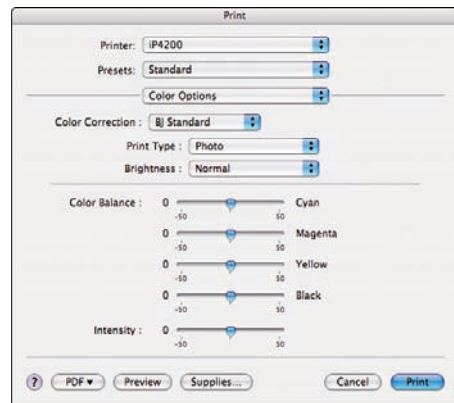 Print
Printer: iP4200
Presets: Standard
Color Options
Color Correction : BJ Standard
Print Type : Photo
Brightness : Normal
Color Balance : 0 Cyan
-50 50
0 Magenta
-50 50
0 Yellow
-50 50
0 Black
-50 50
Intensity : 0
-50 50
? PDF ▼ Preview Supplies... Cancel Print